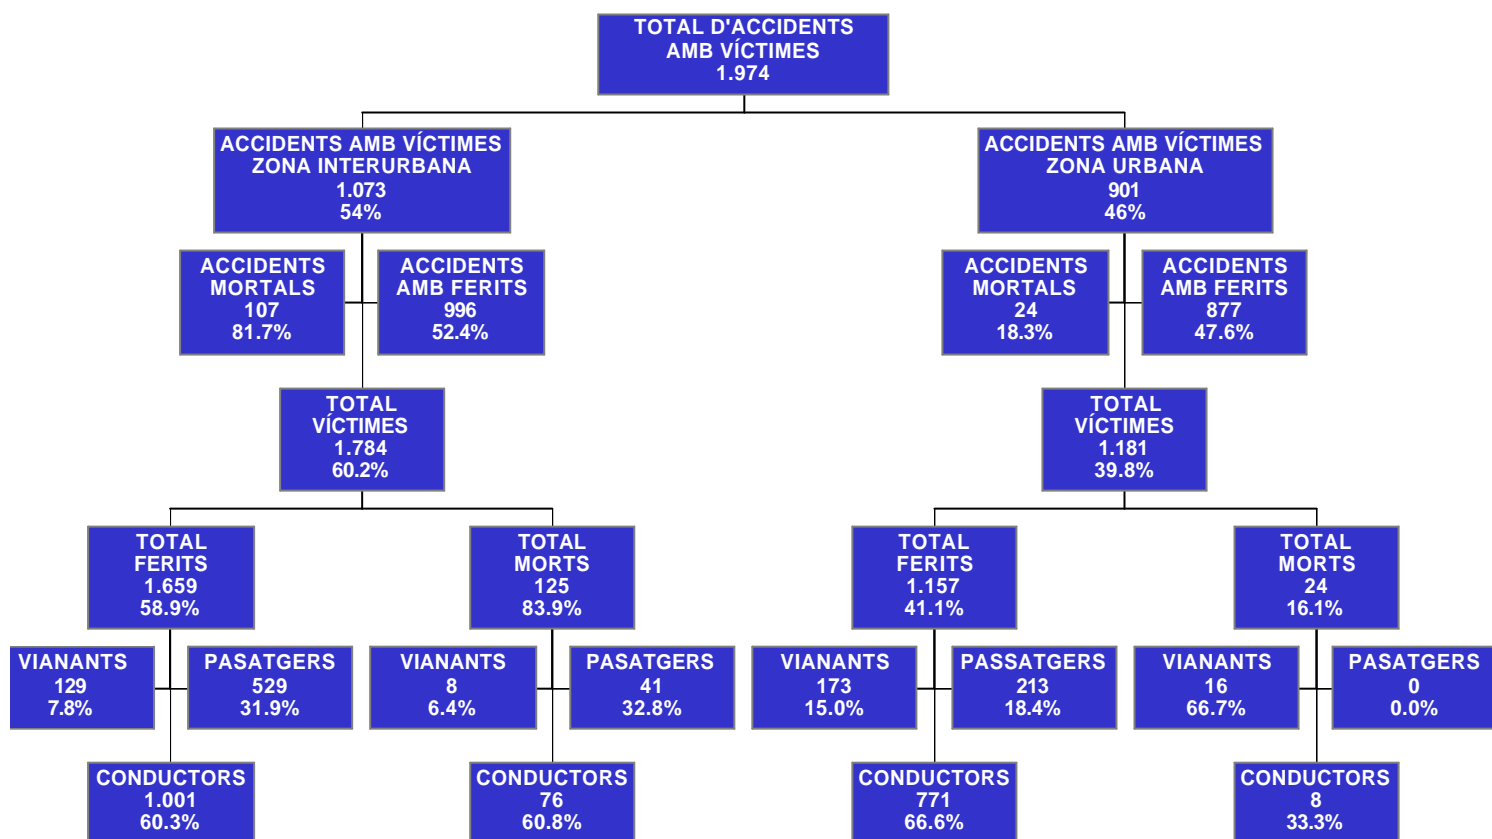 TOTAL D'ACCIDENTS
AMB VÍCTIMES
1.974
ACCIDENTS AMB VÍCTIMES
ZONA INTERURBANA
1.073
54%
ACCIDENTS AMB VÍCTIMES
ZONA URBANA
901
46%
ACCIDENTS
MORTALS
107
81.7%
ACCIDENTS
AMB FERITS
996
52.4%
ACCIDENTS
MORTALS
24
18.3%
ACCIDENTS
AMB FERITS
877
47.6%
TOTAL
VÍCTIMES
1.784
60.2%
TOTAL
VÍCTIMES
1.181
39.8%
TOTAL
FERITS
1.659
58.9%
TOTAL
MORTS
125
83.9%
TOTAL
FERITS
1.157
41.1%
TOTAL
MORTS
24
16.1%
VIANANTS
129
7.8%
PASATGERS
529
31.9%
VIANANTS
8
6.4%
PASATGERS
41
32.8%
VIANANTS
173
15.0%
PASSATGERS
213
18.4%
VIANANTS
16
66.7%
PASATGERS
0
0.0%
CONDUCTORS
1.001
60.3%
CONDUCTORS
76
60.8%
CONDUCTORS
771
66.6%
CONDUCTORS
8
33.3%